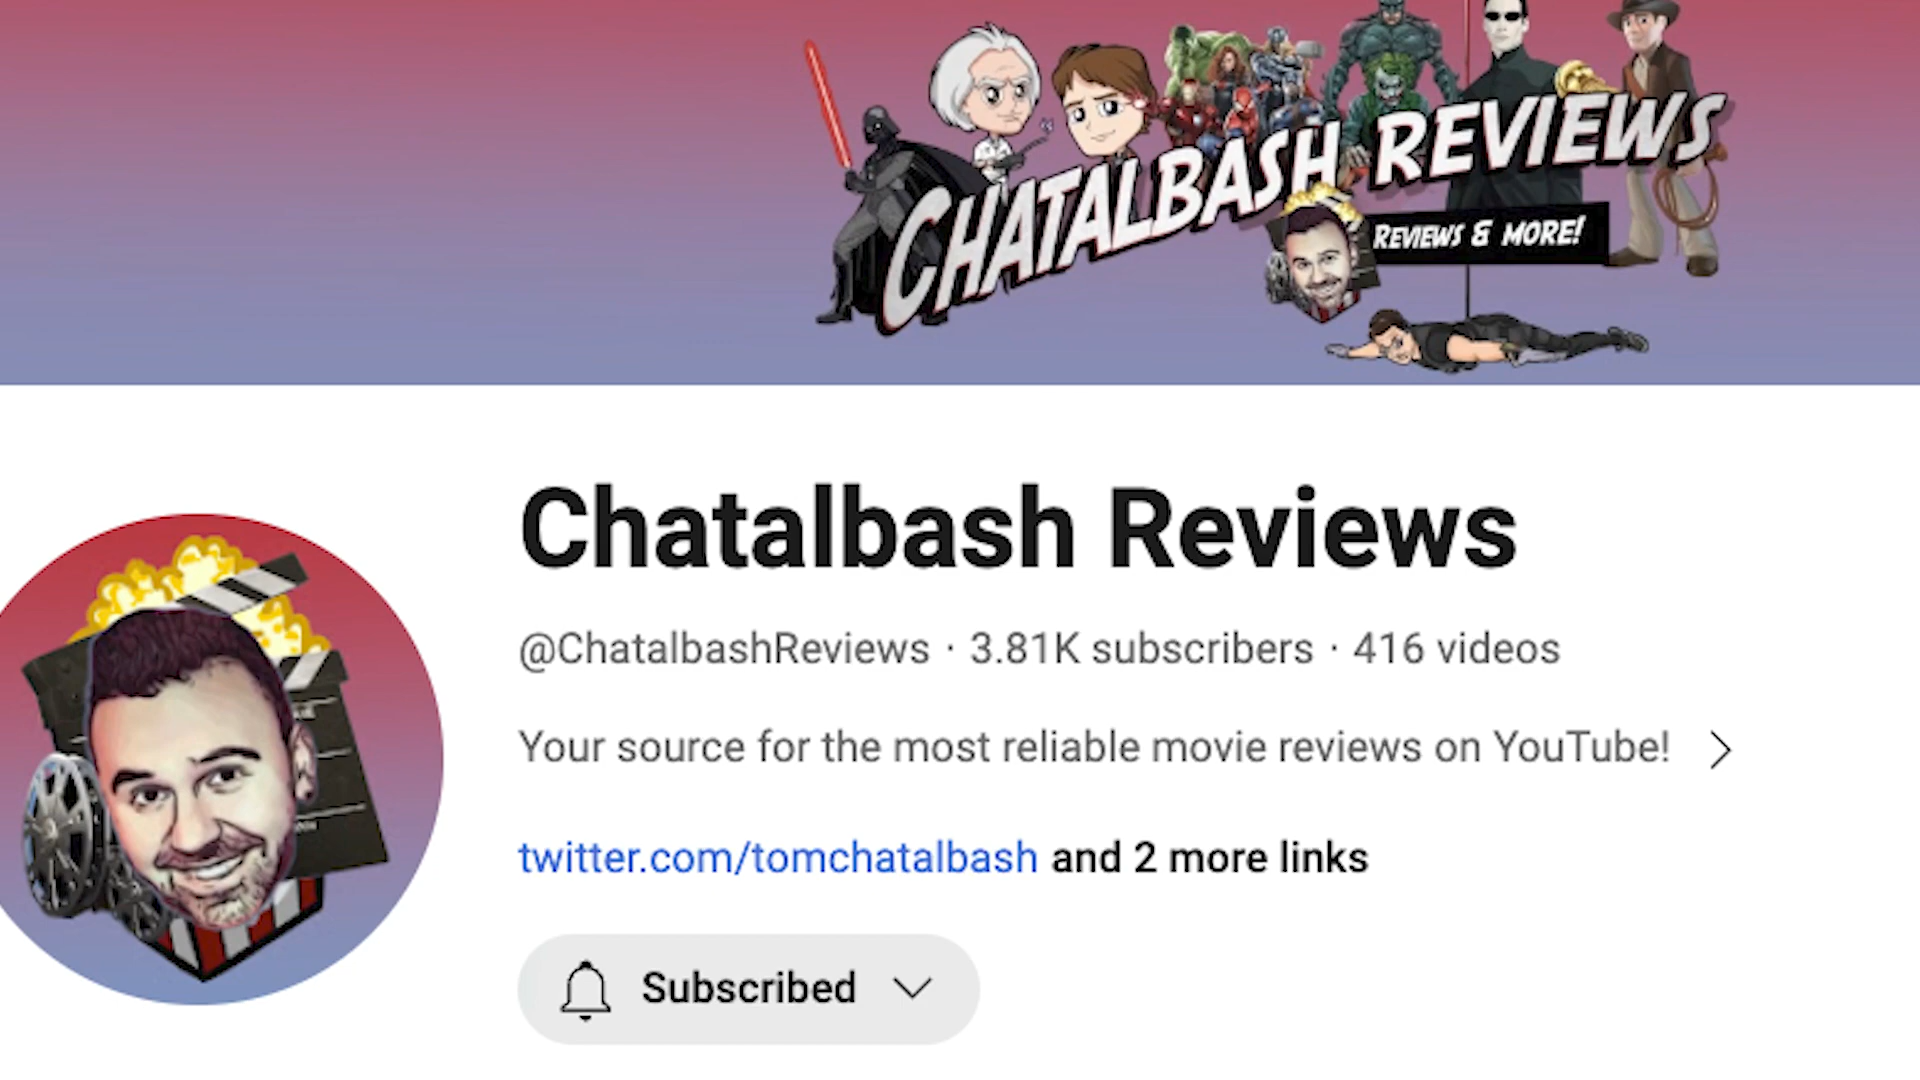 CHATALBASH REVIEWS
REVIEWS & MORE!
Chatalbash Reviews
@ChatalbashReviews · 3.81K subscribers · 416 videos
Your source for the most reliable movie reviews on YouTube!
twitter.com/tomchatalbash and 2 more links
Subscribed